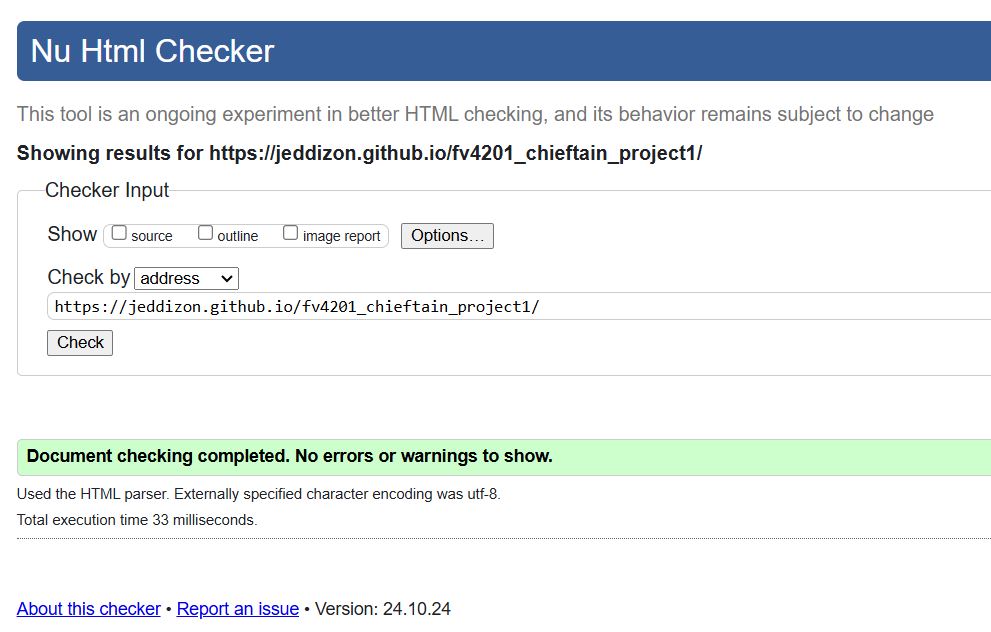 Nu Html Checker
This tool is an ongoing experiment in better HTML checking, and its behavior remains subject to change
Showing results for https://jeddizon.github.io/fv4201_chieftain_project1/
Checker Input
Show source outline image report Options…
Check by address
https://jeddizon.github.io/fv4201_chieftain_project1/
Check
Document checking completed. No errors or warnings to show.
Used the HTML parser. Externally specified character encoding was utf-8.
Total execution time 33 milliseconds.
About this checker • Report an issue • Version: 24.10.24